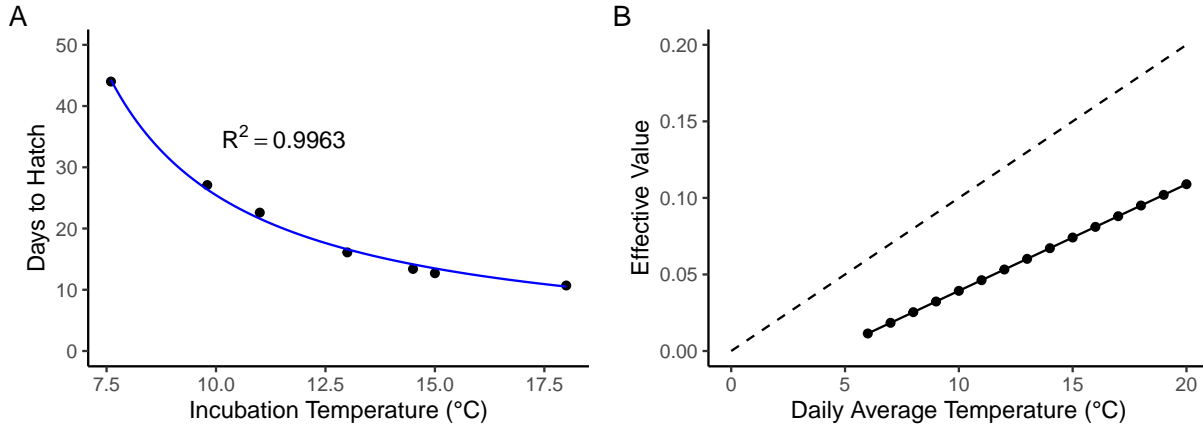 A
Days to Hatch
50
40
30
20
10
0
R² = 0.9963
7.5 10.0 12.5 15.0 17.5
Incubation Temperature (°C)
B
Effective Value
0.20
0.15
0.10
0.05
0.00
0 5 10 15 20
Daily Average Temperature (°C)